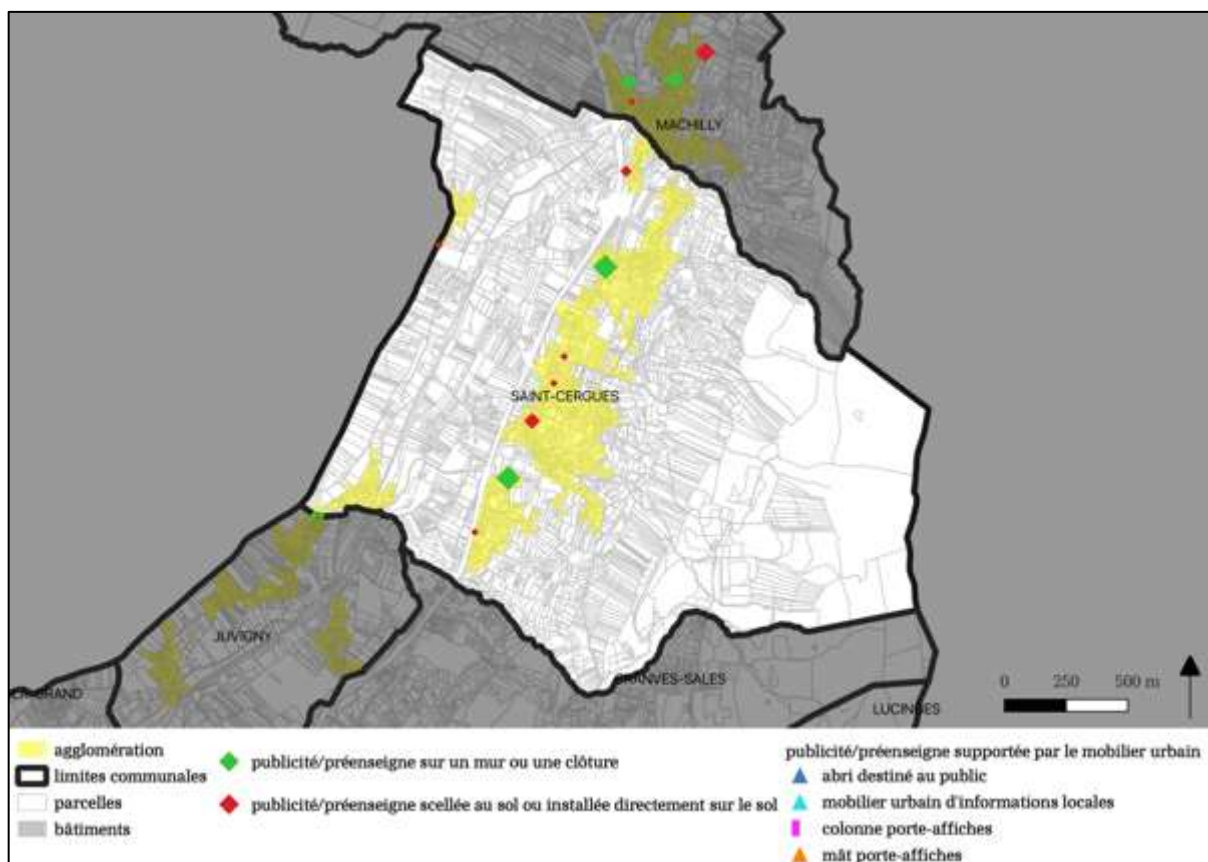 MACHILLY
SAINT-CERGUES
JUVIGNY
CRANVES-SALES
LUCINGES
0 250 500 m
agglomération
limites communales
parcelles
bâtiments
publicité/préenseigne sur un mur ou une clôture
publicité/préenseigne scellée au sol ou installée directement sur le sol
publicité/préenseigne supportée par le mobilier urbain
abri destiné au public
mobilier urbain d'informations locales
colonne porte-affiches
mât porte-affiches